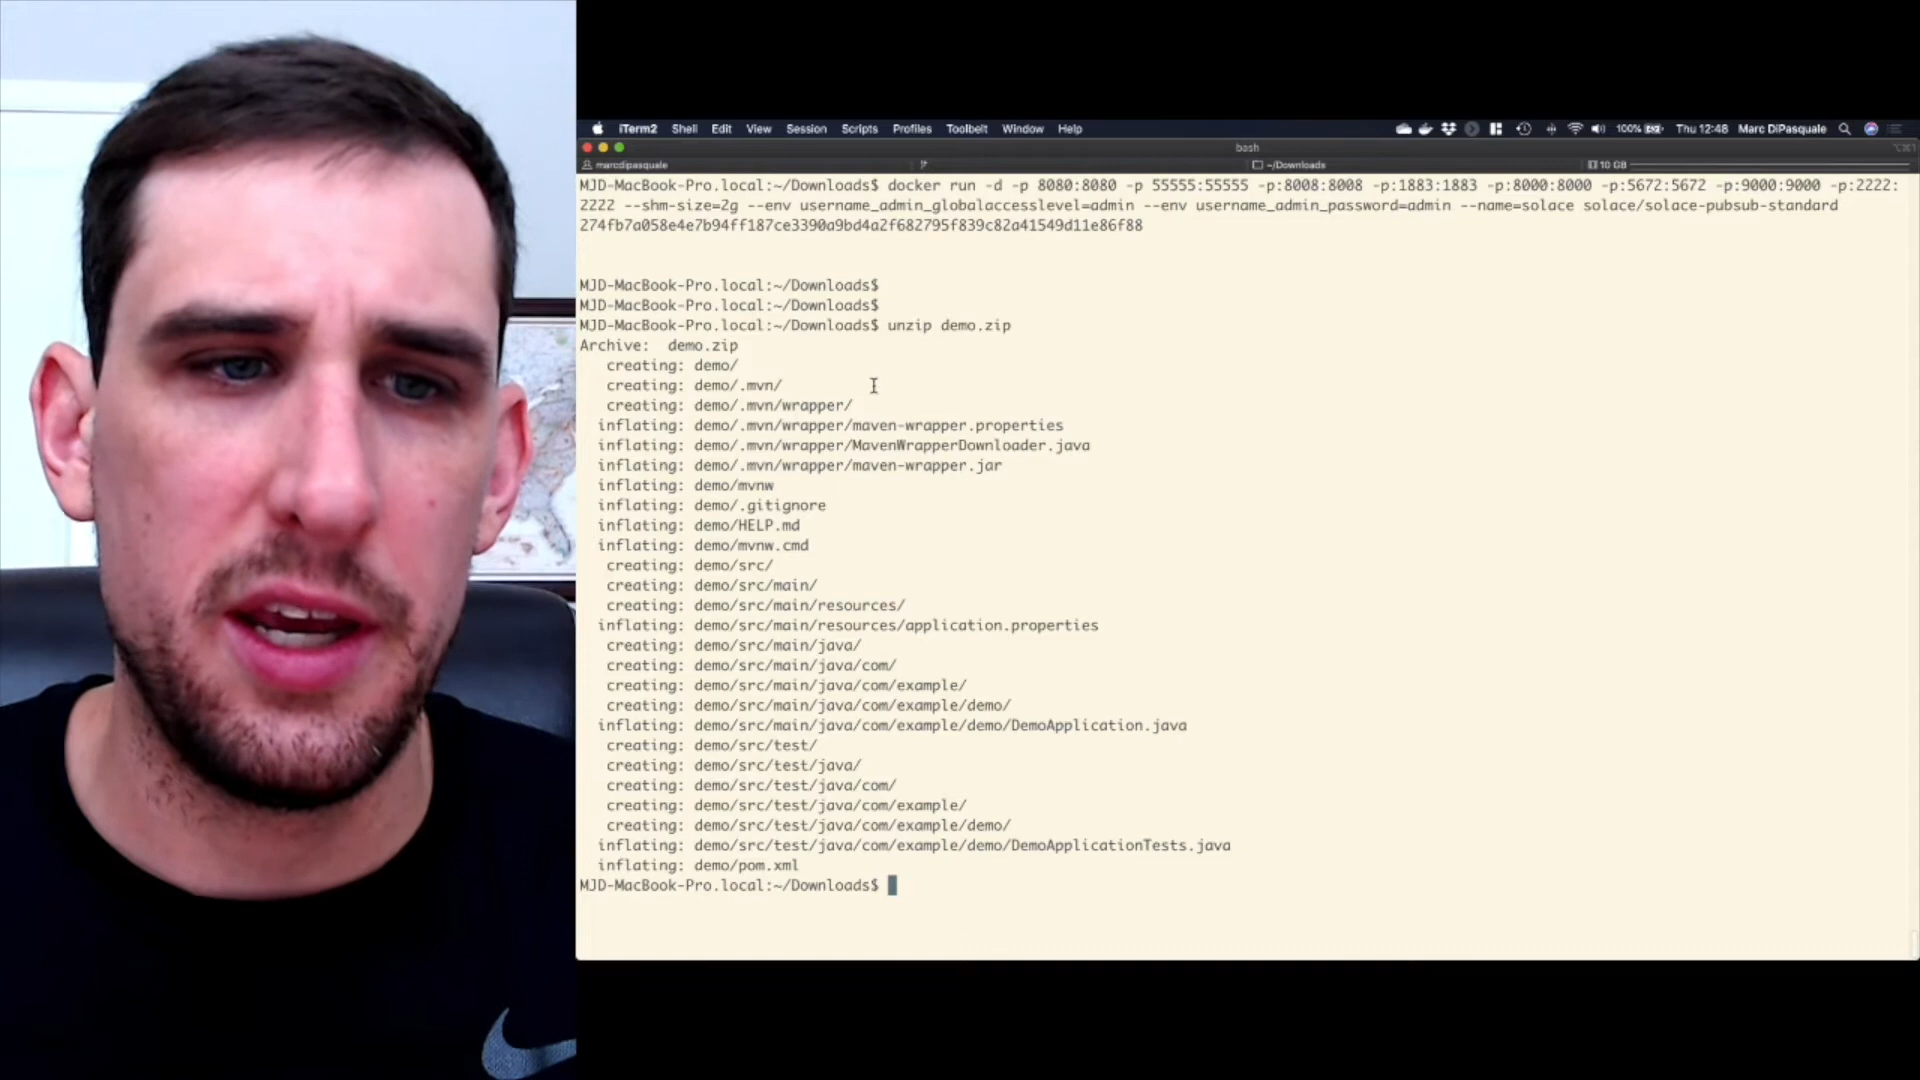 iTerm2 Shell Edit View Session Scripts Profiles Toolbelt Window Help 100% Thu 12:48 Marc DiPasquale
bash
marcdipasquale ~/Downloads 10 GB
MJD-MacBook-Pro.local:~/Downloads$ docker run -d -p 8080:8080 -p 55555:55555 -p:8008:8008 -p:1883:1883 -p:8000:8000 -p:5672:5672 -p:9000:9000 -p:2222:
2222 --shm-size=2g --env username_admin_globalaccesslevel=admin --env username_admin_password=admin --name=solace solace/solace-pubsub-standard
274fb7a058e4e7b94ff187ce3390a9bd4a2f682795f839c82a41549d11e86f88
MJD-MacBook-Pro.local:~/Downloads$
MJD-MacBook-Pro.local:~/Downloads$
MJD-MacBook-Pro.local:~/Downloads$ unzip demo.zip
Archive:  demo.zip
creating: demo/
creating: demo/.mvn/
creating: demo/.mvn/wrapper/
inflating: demo/.mvn/wrapper/maven-wrapper.properties
inflating: demo/.mvn/wrapper/MavenWrapperDownloader.java
inflating: demo/.mvn/wrapper/maven-wrapper.jar
inflating: demo/mvnw
inflating: demo/.gitignore
inflating: demo/HELP.md
inflating: demo/mvnw.cmd
creating: demo/src/
creating: demo/src/main/
creating: demo/src/main/resources/
inflating: demo/src/main/resources/application.properties
creating: demo/src/main/java/
creating: demo/src/main/java/com/
creating: demo/src/main/java/com/example/
creating: demo/src/main/java/com/example/demo/
inflating: demo/src/main/java/com/example/demo/DemoApplication.java
creating: demo/src/test/
creating: demo/src/test/java/
creating: demo/src/test/java/com/
creating: demo/src/test/java/com/example/
creating: demo/src/test/java/com/example/demo/
inflating: demo/src/test/java/com/example/demo/DemoApplicationTests.java
inflating: demo/pom.xml
MJD-MacBook-Pro.local:~/Downloads$